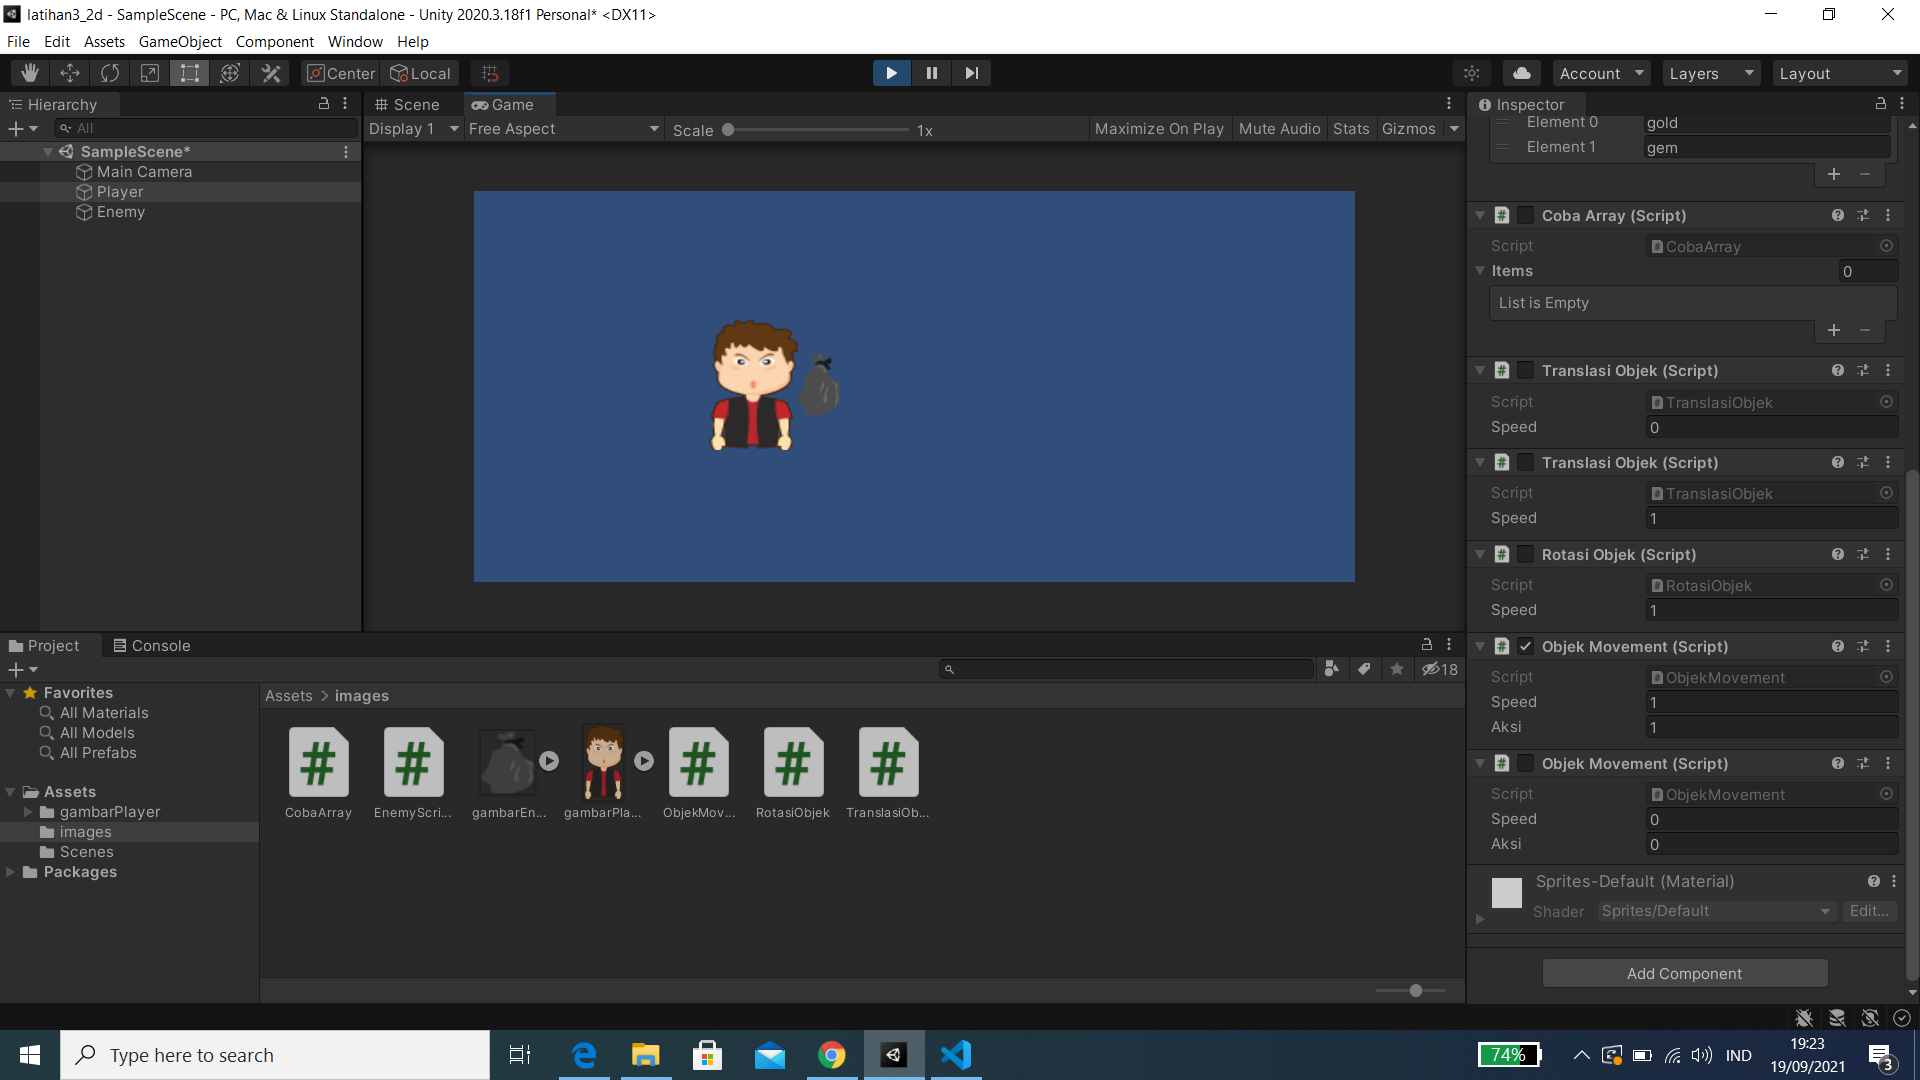 latihan3_2d - SampleScene - PC, Mac & Linux Standalone - Unity 2020.3.18f1 Personal* <DX11>
File Edit Assets GameObject Component Window Help
Center Local Account Layers Layout
Hierarchy
All
SampleScene*
Main Camera
Player
Enemy
Scene Game
Display 1 Free Aspect Scale 1x Maximize On Play Mute Audio Stats Gizmos
Inspector
Element 0 gold
Element 1 gem
Coba Array (Script)
Script CobaArray
Items 0
List is Empty
Translasi Objek (Script)
Script TranslasiObjek
Speed 0
Translasi Objek (Script)
Script TranslasiObjek
Speed 1
Rotasi Objek (Script)
Script RotasiObjek
Speed 1
Objek Movement (Script)
Script ObjekMovement
Speed 1
Aksi 1
Objek Movement (Script)
Script ObjekMovement
Speed 0
Aksi 0
Sprites-Default (Material)
Shader Sprites/Default Edit...
Add Component
Project Console
18
Favorites
All Materials
All Models
All Prefabs
Assets
gambarPlayer
images
Scenes
Packages
Assets > images
CobaArray EnemyScri... gambarEn... gambarPla... ObjekMov... RotasiObjek TranslasiOb...
Type here to search
74%
IND
19:23
19/09/2021
3